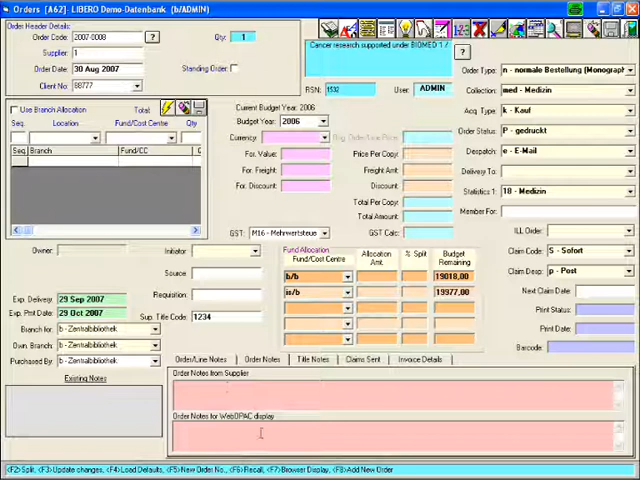 Orders [A62]- LIBERO Demo-Datenbank (b/ADMIN)
Order Header Details
Order Code: 2007-0008 ? Qty: 1
Supplier: 1
Order Date: 30 Aug 2007 Standing Order:
Client: 88777
Cancer research supported under BIOMED 1 /
?
RSN: 1532 User: ADMIN
Order Type: n - normale Bestellung (Monograph
Collection: med - Medizin
Acq Type: k - Kauf
Order Status: P - gedruckt
Despatch: e - E-Mail
Delivery To:
Statistics 1: 18 - Medizin
Member For:
ILL Order:
Claim Code: S - Sofort
Claim Desp: p - Post
Next Claim Date:
Print Status:
Print Date:
Barcode:
Use Branch Allocation Total:
Seq. Location Fund/Cost Centre Qty
Seq Branch Fund/CC
Current Budget Year: 2006
Budget Year: 2006
Currency:
For. Value: Price Per Copy:
For. Freight: Freight Amt:
For. Discount: Discount:
Total Per Copy:
Total Amount:
GST: M16 - Mehrwertsteue GST Calc:
Owner: Initiator:
Source
Requisition:
Exp. Delivery: 29 Sep 2007
Exp. Pmt Date: 29 Oct 2007 Sup. Title Code: 1234
Branch for: b - Zentralbibliothek
Own. Branch: b - Zentralbibliothek
Purchased By: b - Zentralbibliothek
Fund Allocation
Fund/Cost Centre Allocation Amt. % Split Budget Remaining
b/b 19018,00
is/b 19977,00
Order/Line Notes Order Notes Title Notes Claims Sent Invoice Details
Existing Notes
Order Notes from Supplier
Order Notes for WebOPAC display
<F2>Split, <F3>Update changes, <F4>Load Defaults, <F5>New Order No., <F6>Recall, <F7>Browser Display, <F8>Add New Order